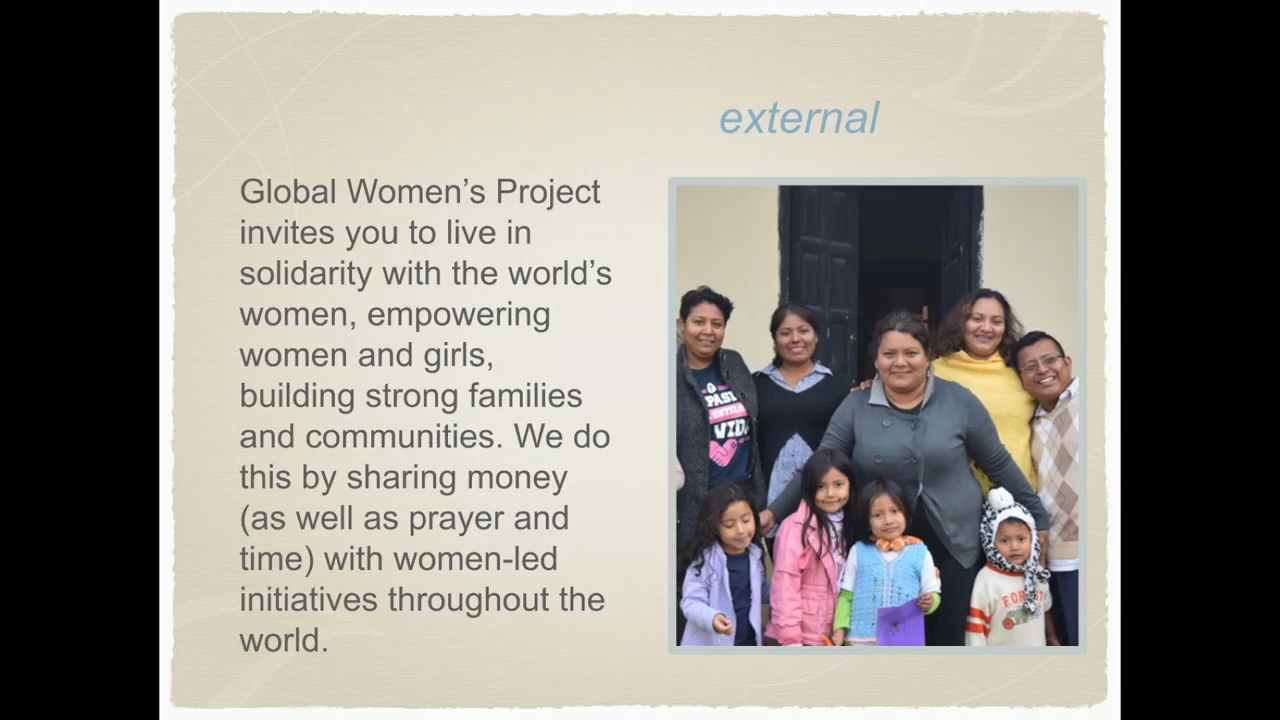 external
Global Women’s Project
invites you to live in
solidarity with the world’s
women, empowering
women and girls,
building strong families
and communities. We do
this by sharing money
(as well as prayer and
time) with women-led
initiatives throughout the
world.
VIDA